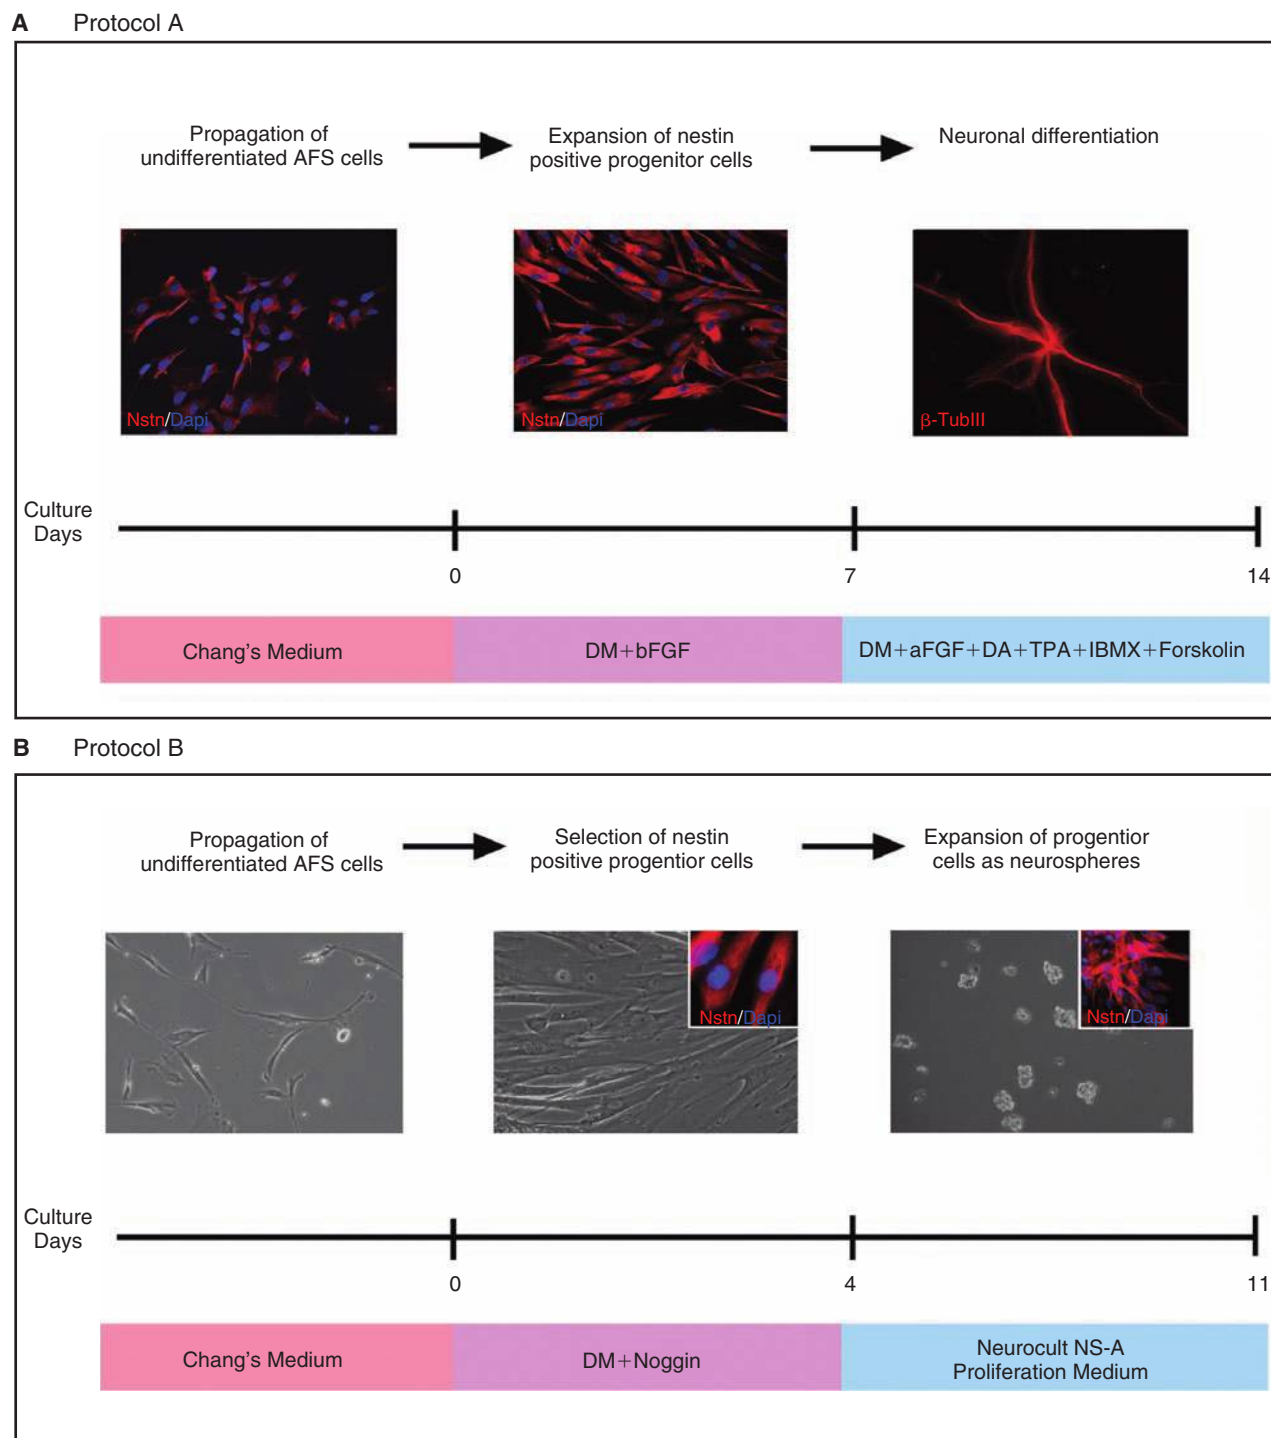 A Protocol A
Propagation of
undifferentiated AFS cells
Expansion of nestin
positive progenitor cells
Neuronal differentiation
Nstn/Dapi
Nstn/Dapi
β-TubIII
Culture
Days
0
7
14
Chang's Medium
DM+bFGF
DM+aFGF+DA+TPA+IBMX+Forskolin
B Protocol B
Propagation of
undifferentiated AFS cells
Selection of nestin
positive progentior cells
Expansion of progentior
cells as neurospheres
Nstn/Dapi
Nstn/Dapi
Culture
Days
0
4
11
Chang's Medium
DM+Noggin
Neurocult NS-A
Proliferation Medium